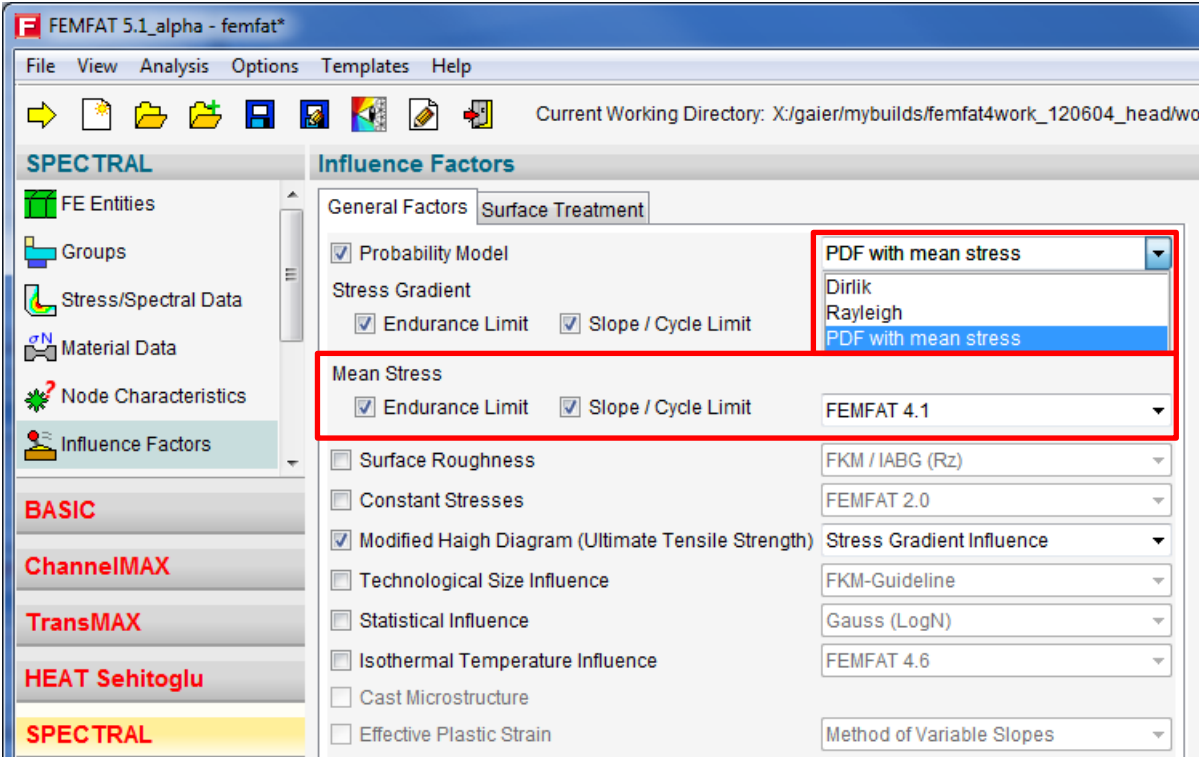 FEMFAT 5.1_alpha - femfat*
File View Analysis Options Templates Help
Current Working Directory: X:/gaier/mybuilds/femfat4work_120604_head/wo
SPECTRAL
FE Entities
Groups
Stress/Spectral Data
σN
Material Data
Node Characteristics
Influence Factors
BASIC
ChannelMAX
TransMAX
HEAT Sehitoglu
SPECTRAL
Influence Factors
General Factors Surface Treatment
Probability Model PDF with mean stress
Dirlik
Rayleigh
PDF with mean stress
Stress Gradient
Endurance Limit Slope / Cycle Limit
Mean Stress
Endurance Limit Slope / Cycle Limit FEMFAT 4.1
Surface Roughness FKM / IABG (Rz)
Constant Stresses FEMFAT 2.0
Modified Haigh Diagram (Ultimate Tensile Strength) Stress Gradient Influence
Technological Size Influence FKM-Guideline
Statistical Influence Gauss (LogN)
Isothermal Temperature Influence FEMFAT 4.6
Cast Microstructure
Effective Plastic Strain Method of Variable Slopes